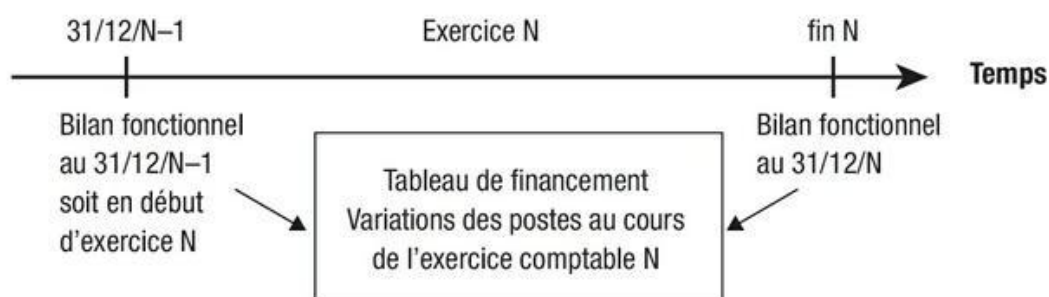 31/12/N–1
Exercice N
fin N
Temps
Bilan fonctionnel
au 31/12/N–1
soit en début
d'exercice N
Tableau de financement
Variations des postes au cours
de l'exercice comptable N
Bilan fonctionnel
au 31/12/N